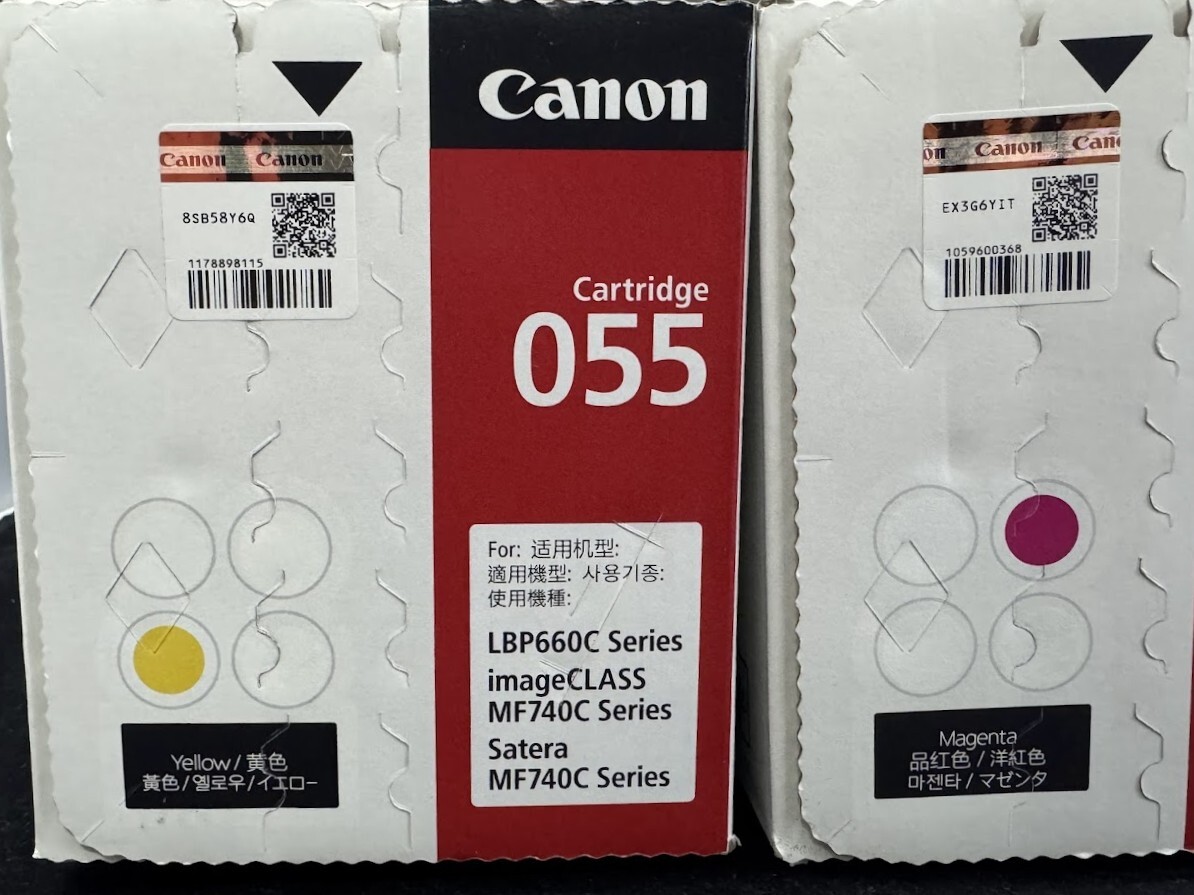 Canon
Canon Canon
8SB58Y6Q
1178898115
Cartridge
055
For: 适用机型:
適用機型: 사용기종:
使用機種:
LBP660C Series
imageCLASS
MF740C Series
Satera
MF740C Series
Yellow / 黄色
黃色 / 옐로우 / イエロー
on Canon Can
EX3G6YIT
1059600368
Magenta
品红色 / 洋紅色
마젠타 / マゼンタ